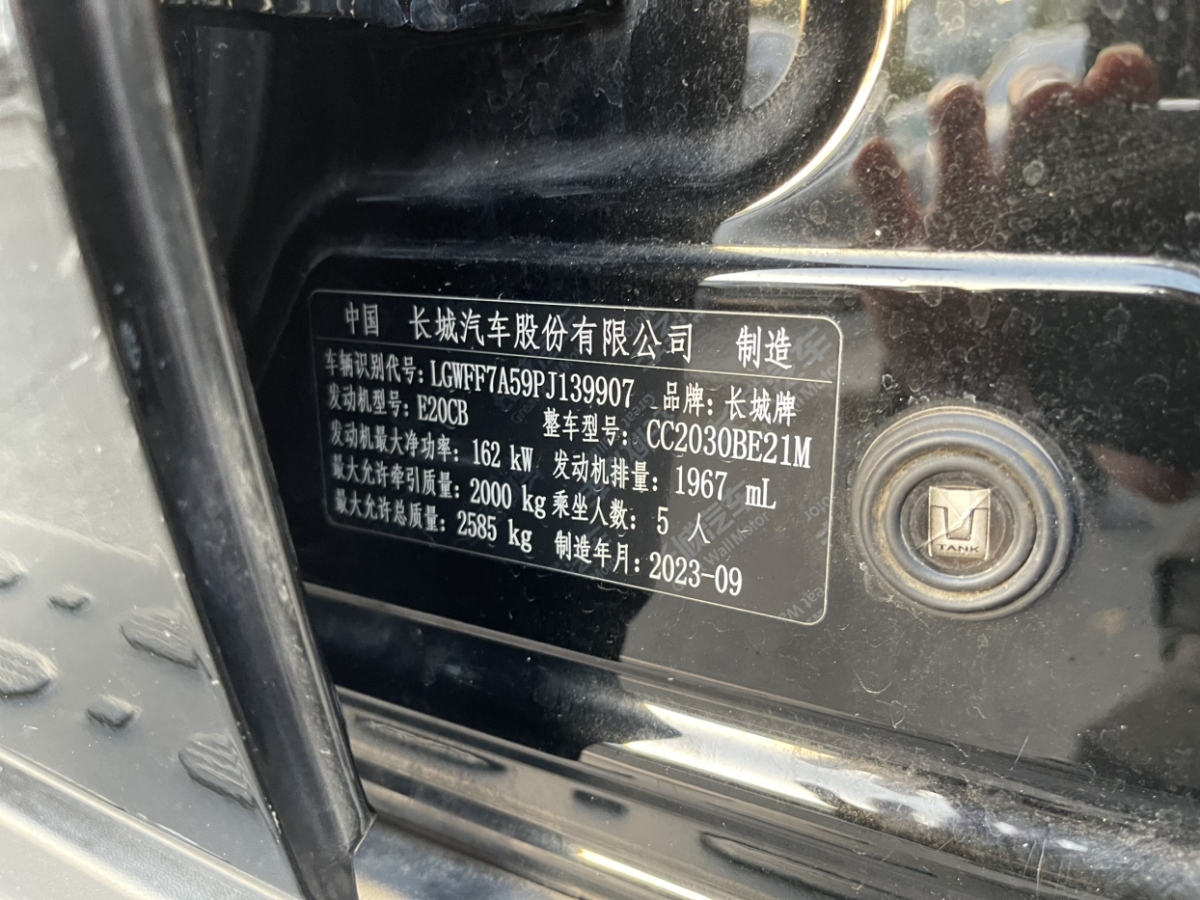 中国 长城汽车股份有限公司 制造
车辆识别代号: LGWFF7A59PJ139907 品牌: 长城牌
发动机型号: E20CB 整车型号: CC2030BE21M
发动机最大净功率: 162 kW 发动机排量: 1967 mL
最大允许牵引质量: 2000 kg 乘坐人数: 5 人
最大允许总质量: 2585 kg 制造年月: 2023-09
TANK